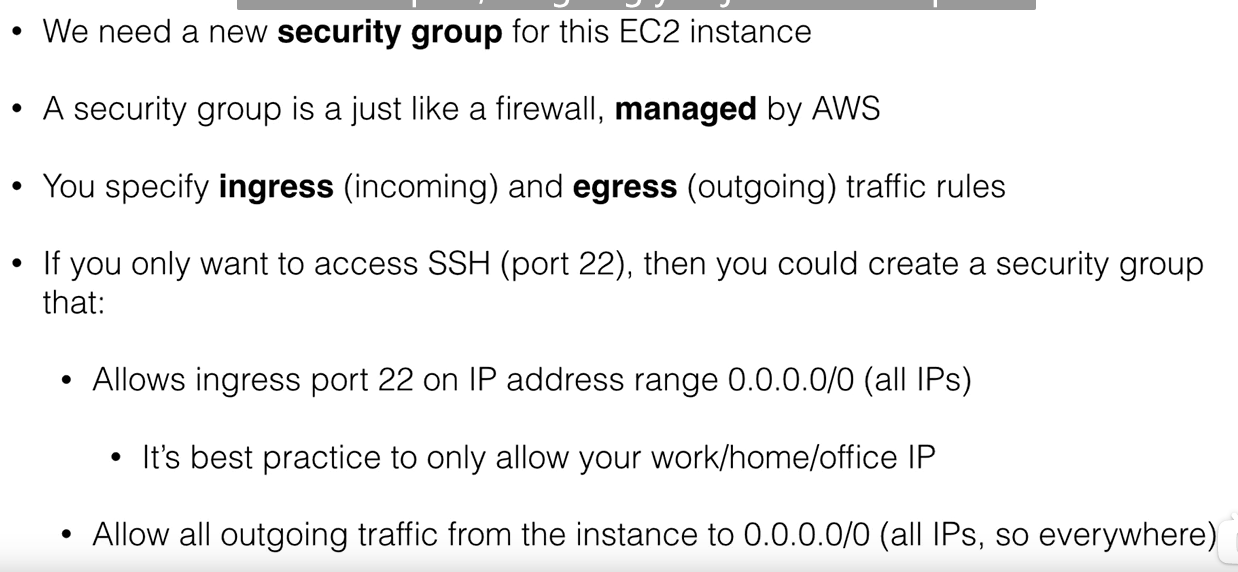 • We need a new security group for this EC2 instance
• A security group is a just like a firewall, managed by AWS
• You specify ingress (incoming) and egress (outgoing) traffic rules
• If you only want to access SSH (port 22), then you could create a security group
that:
• Allows ingress port 22 on IP address range 0.0.0.0/0 (all IPs)
• It’s best practice to only allow your work/home/office IP
• Allow all outgoing traffic from the instance to 0.0.0.0/0 (all IPs, so everywhere)